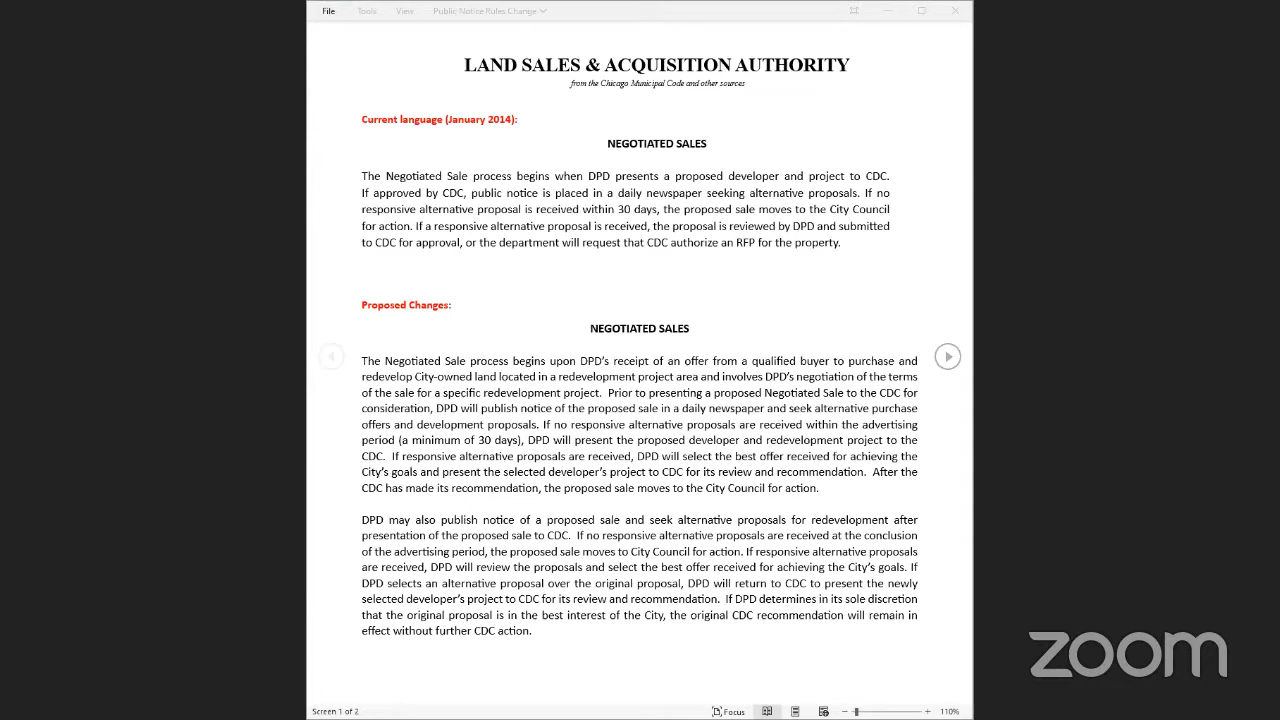 File Tools View Public Notice Rules Change
LAND SALES & ACQUISITION AUTHORITY
from the Chicago Municipal Code and other sources
Current language (January 2014):
NEGOTIATED SALES
The Negotiated Sale process begins when DPD presents a proposed developer and project to CDC.
If approved by CDC, public notice is placed in a daily newspaper seeking alternative proposals. If no
responsive alternative proposal is received within 30 days, the proposed sale moves to the City Council
for action. If a responsive alternative proposal is received, the proposal is reviewed by DPD and submitted
to CDC for approval, or the department will request that CDC authorize an RFP for the property.
Proposed Changes:
NEGOTIATED SALES
The Negotiated Sale process begins upon DPD's receipt of an offer from a qualified buyer to purchase and
redevelop City-owned land located in a redevelopment project area and involves DPD's negotiation of the terms
of the sale for a specific redevelopment project. Prior to presenting a proposed Negotiated Sale to the CDC for
consideration, DPD will publish notice of the proposed sale in a daily newspaper and seek alternative purchase
offers and development proposals. If no responsive alternative proposals are received within the advertising
period (a minimum of 30 days), DPD will present the proposed developer and redevelopment project to the
CDC. If responsive alternative proposals are received, DPD will select the best offer received for achieving the
City's goals and present the selected developer's project to CDC for its review and recommendation. After the
CDC has made its recommendation, the proposed sale moves to the City Council for action.
DPD may also publish notice of a proposed sale and seek alternative proposals for redevelopment after
presentation of the proposed sale to CDC. If no responsive alternative proposals are received at the conclusion
of the advertising period, the proposed sale moves to City Council for action. If responsive alternative proposals
are received, DPD will review the proposals and select the best offer received for achieving the City's goals. If
DPD selects an alternative proposal over the original proposal, DPD will return to CDC to present the newly
selected developer's project to CDC for its review and recommendation. If DPD determines in its sole discretion
that the original proposal is in the best interest of the City, the original CDC recommendation will remain in
effect without further CDC action.
zoom
Screen 1 of 2 Focus 110%